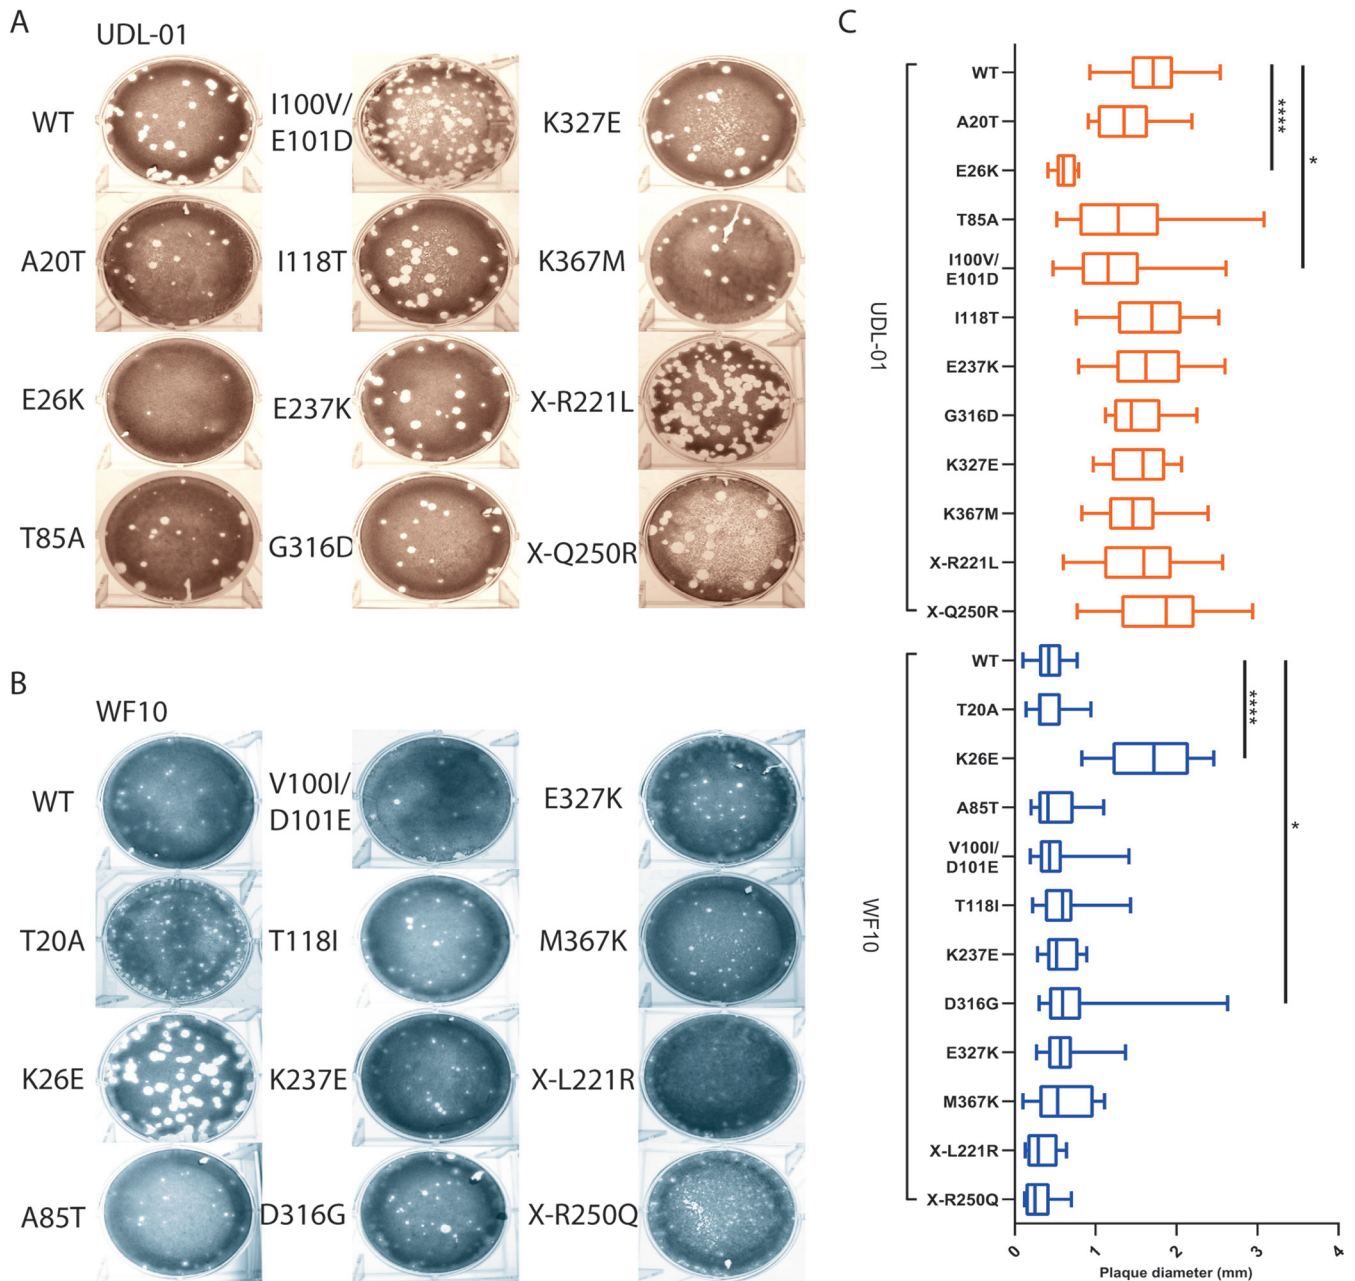 A
UDL-01
WT
I100V/
E101D
K327E
A20T
I118T
K367M
E26K
E237K
X-R221L
T85A
G316D
X-Q250R
B
WF10
WT
V100I/
D101E
E327K
T20A
T118I
M367K
K26E
K237E
X-L221R
A85T
D316G
X-R250Q
C
UDL-01
WT
A20T
E26K
T85A
I100V/
E101D
I118T
E237K
G316D
K327E
K367M
X-R221L
X-Q250R
****
*
WF10
WT
T20A
K26E
A85T
V100I/
D101E
T118I
K237E
D316G
E327K
M367K
X-L221R
X-R250Q
****
*
0 1 2 3 4
Plaque diameter (mm)